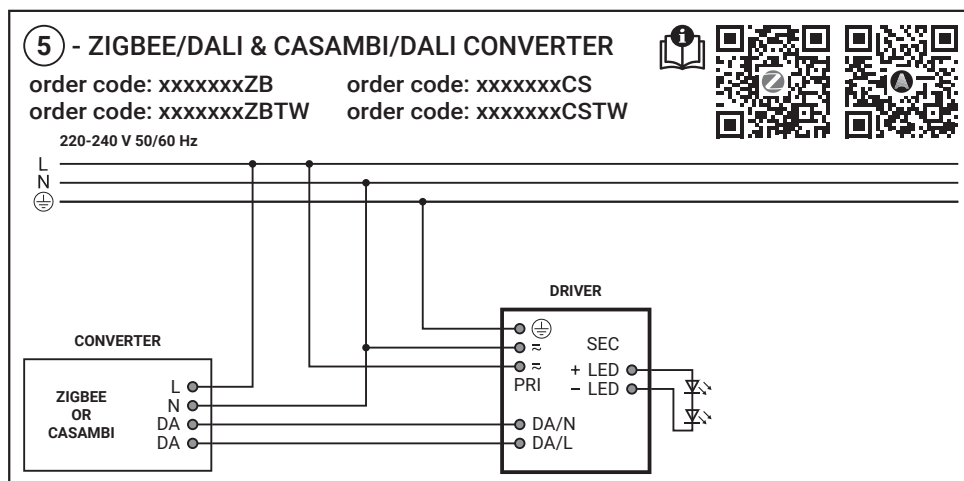 5 - ZIGBEE/DALI & CASAMBI/DALI CONVERTER
order code: xxxxxxxZB order code: xxxxxxxCS
order code: xxxxxxxZBTW order code: xxxxxxxCSTW
220-240 V 50/60 Hz
L
N
DRIVER
CONVERTER
SEC
PRI
+ LED
– LED
ZIGBEE
OR
CASAMBI
L
N
DA
DA
DA/N
DA/L